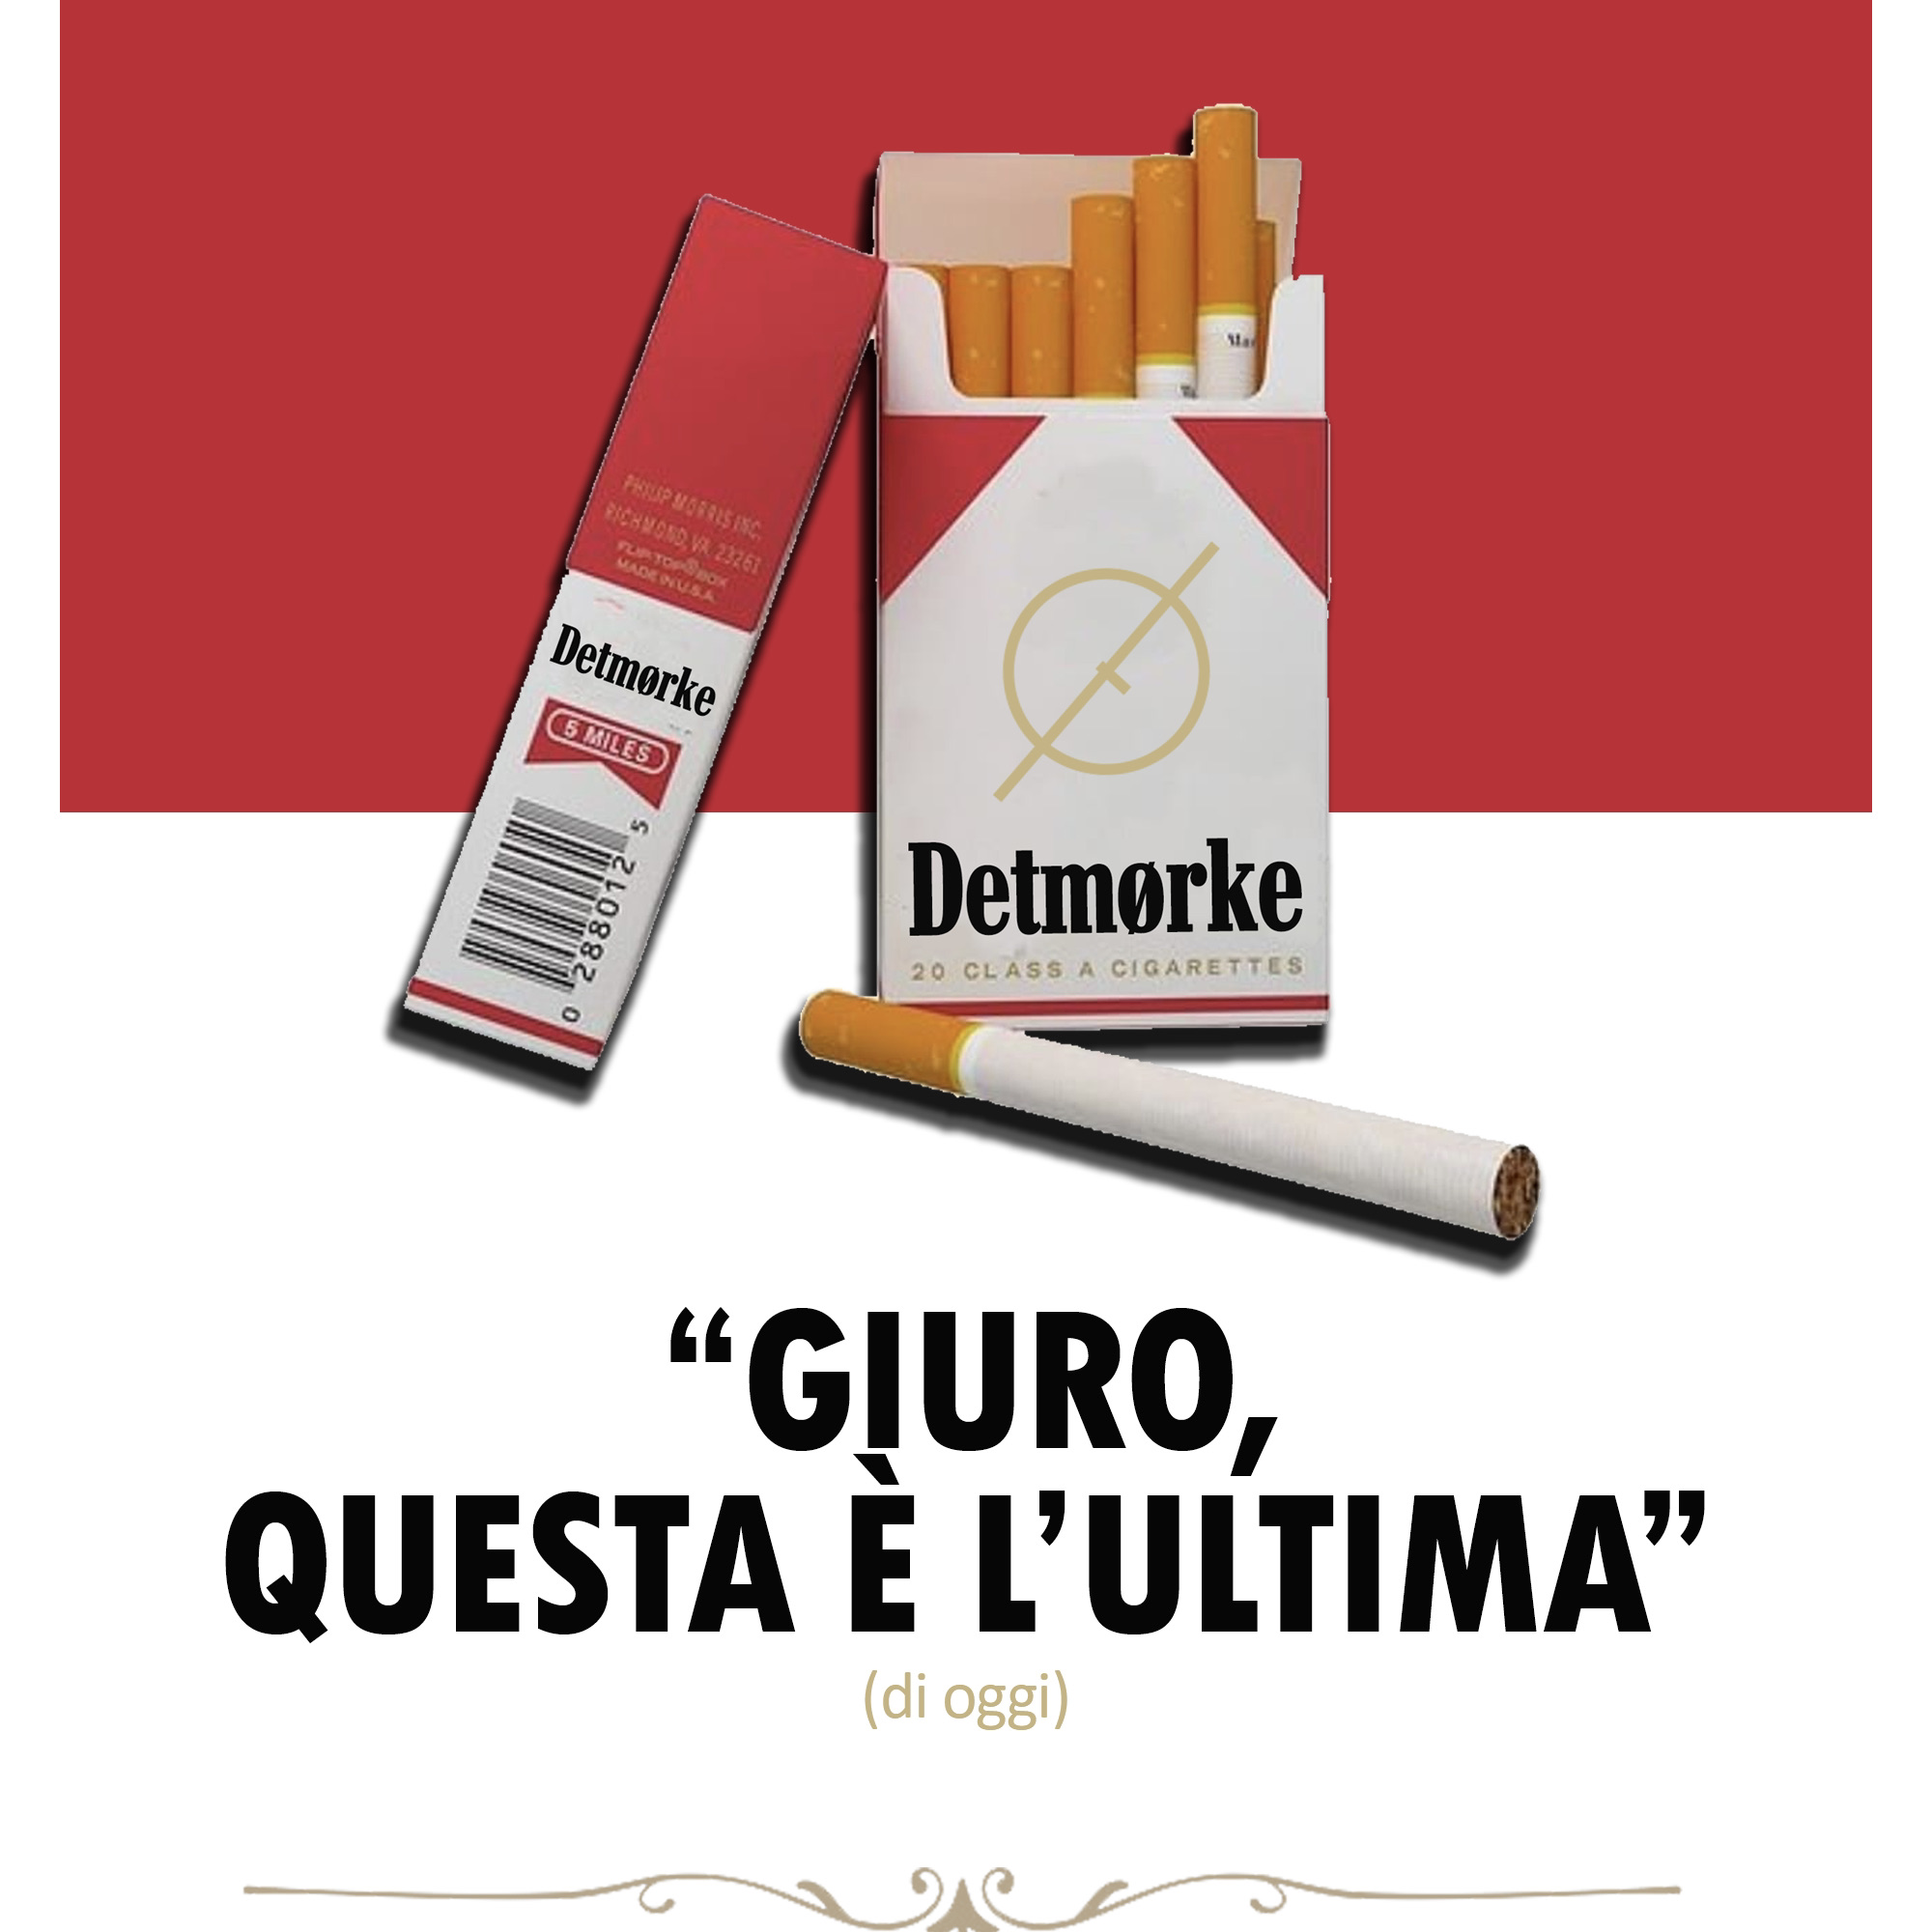 PHILIP MORRIS INC.
RICHMOND, VA 23261
FLIP-TOP® BOX
MADE IN U.S.A.
Detmørke
5 MILES
0 288012 5
Detmørke
20 CLASS A CIGARETTES
“GIURO,
QUESTA È L’ULTIMA”
(di oggi)